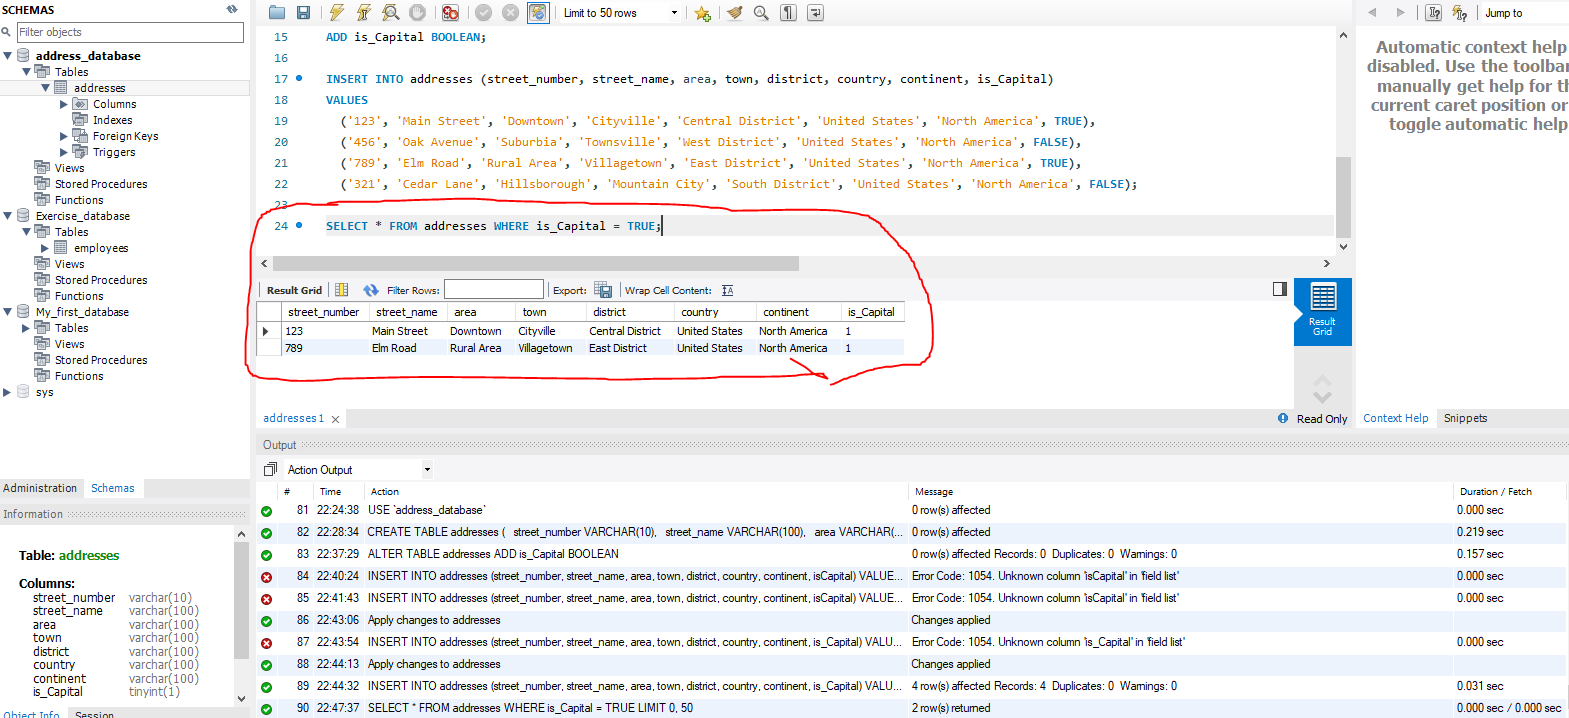 SCHEMAS
Filter objects
address_database
Tables
addresses
Columns
Indexes
Foreign Keys
Triggers
Views
Stored Procedures
Functions
Exercise_database
Tables
employees
Views
Stored Procedures
Functions
My_first_database
Tables
Views
Stored Procedures
Functions
sys
Administration Schemas
Information
Table: addresses
Columns:
street_number varchar(10)
street_name varchar(100)
area varchar(100)
town varchar(100)
district varchar(100)
country varchar(100)
continent varchar(100)
is_Capital tinyint(1)
Object Info Session
Limit to 50 rows
15 ADD is_Capital BOOLEAN;
16
17 INSERT INTO addresses (street_number, street_name, area, town, district, country, continent, is_Capital)
18 VALUES
19 ('123', 'Main Street', 'Downtown', 'Cityville', 'Central District', 'United States', 'North America', TRUE),
20 ('456', 'Oak Avenue', 'Suburbia', 'Townsville', 'West District', 'United States', 'North America', FALSE),
21 ('789', 'Elm Road', 'Rural Area', 'Villagetown', 'East District', 'United States', 'North America', TRUE),
22 ('321', 'Cedar Lane', 'Hillsborough', 'Mountain City', 'South District', 'United States', 'North America', FALSE);
23
24 SELECT * FROM addresses WHERE is_Capital = TRUE;
Result Grid Filter Rows: Export: Wrap Cell Content:
street_number street_name area town district country continent is_Capital
123 Main Street Downtown Cityville Central District United States North America 1
789 Elm Road Rural Area Villagetown East District United States North America 1
Result
Grid
addresses 1 Read Only
Jump to
Automatic context help
disabled. Use the toolba
manually get help for th
current caret position or
toggle automatic help
Context Help Snippets
Output
Action Output
# Time Action Message Duration / Fetch
81 22:24:38 USE `address_database` 0 row(s) affected 0.000 sec
82 22:28:34 CREATE TABLE addresses ( street_number VARCHAR(10), street_name VARCHAR(100), area VARCHAR(... 0 row(s) affected 0.219 sec
83 22:37:29 ALTER TABLE addresses ADD is_Capital BOOLEAN 0 row(s) affected Records: 0 Duplicates: 0 Warnings: 0 0.157 sec
84 22:40:24 INSERT INTO addresses (street_number, street_name, area, town, district, country, continent, isCapital) VALUE... Error Code: 1054. Unknown column 'isCapital' in 'field list' 0.000 sec
85 22:41:43 INSERT INTO addresses (street_number, street_name, area, town, district, country, continent, isCapital) VALUE... Error Code: 1054. Unknown column 'isCapital' in 'field list' 0.000 sec
86 22:43:06 Apply changes to addresses Changes applied
87 22:43:54 INSERT INTO addresses (street_number, street_name, area, town, district, country, continent, is_Capital) VALU... Error Code: 1054. Unknown column 'is_Capital' in 'field list' 0.000 sec
88 22:44:13 Apply changes to addresses Changes applied
89 22:44:32 INSERT INTO addresses (street_number, street_name, area, town, district, country, continent, is_Capital) VALU... 4 row(s) affected Records: 4 Duplicates: 0 Warnings: 0 0.031 sec
90 22:47:37 SELECT * FROM addresses WHERE is_Capital = TRUE LIMIT 0, 50 2 row(s) returned 0.000 sec / 0.000 sec